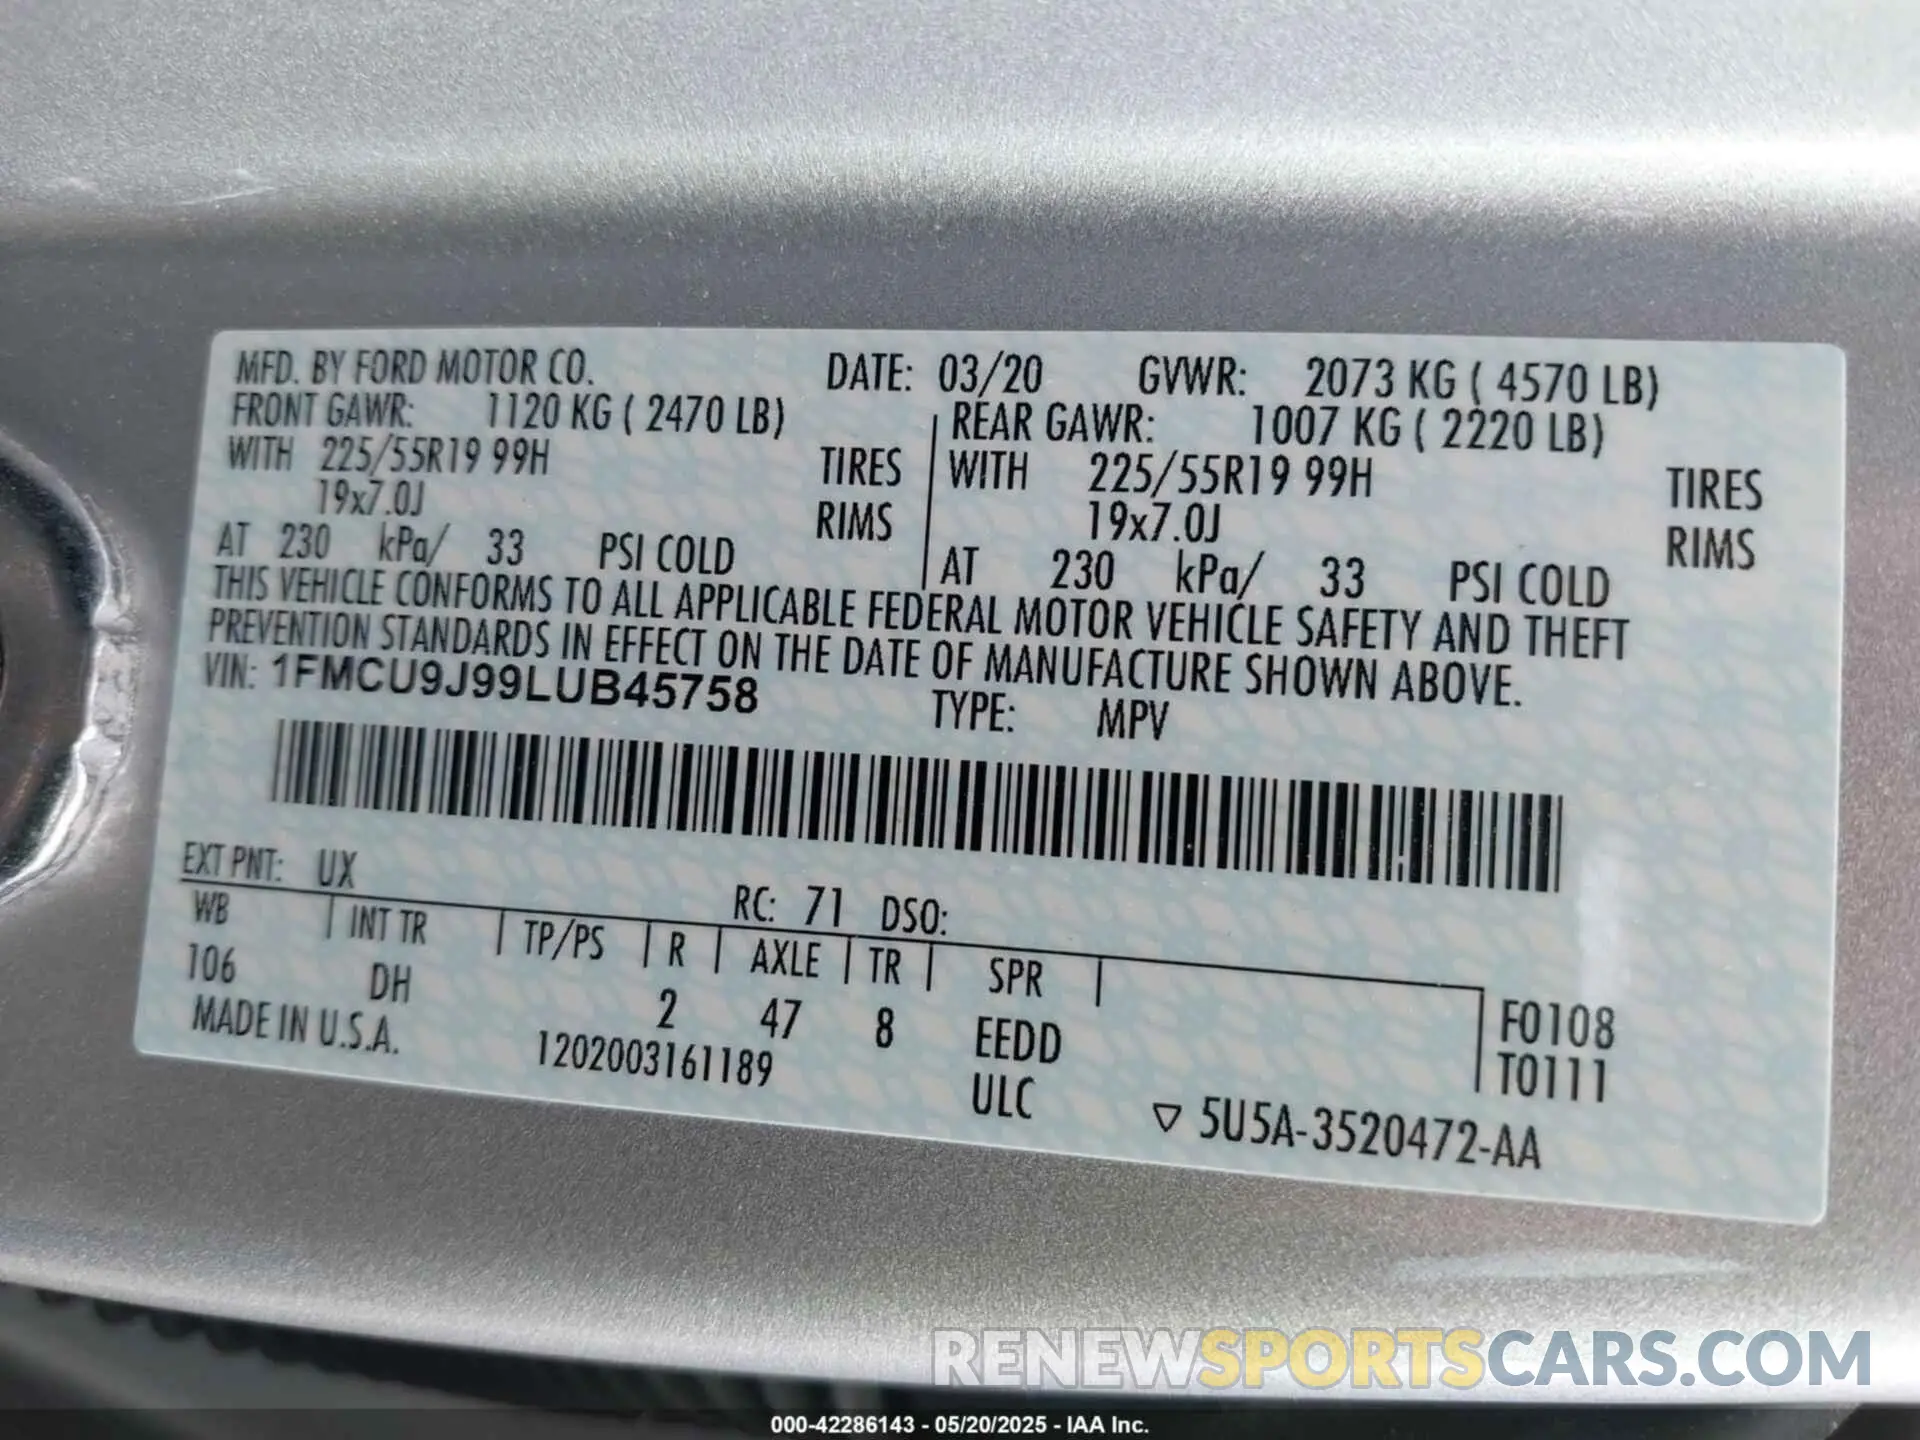 MFD. BY FORD MOTOR CO. DATE: 03/20 GVWR: 2073 KG ( 4570 LB)
FRONT GAWR: 1120 KG ( 2470 LB) REAR GAWR: 1007 KG ( 2220 LB)
WITH 225/55R19 99H TIRES WITH 225/55R19 99H TIRES
19x7.0J RIMS 19x7.0J RIMS
AT 230 kPa/ 33 PSI COLD AT 230 kPa/ 33 PSI COLD
THIS VEHICLE CONFORMS TO ALL APPLICABLE FEDERAL MOTOR VEHICLE SAFETY AND THEFT
PREVENTION STANDARDS IN EFFECT ON THE DATE OF MANUFACTURE SHOWN ABOVE.
VIN: 1FMCU9J99LUB45758 TYPE: MPV
EXT PNT: UX RC: 71 DSO:
WB INT TR TP/PS R AXLE TR SPR
106 DH 2 47 8 EEDD F0108
MADE IN U.S.A. 1202003161189 ULC T0111
▽ 5U5A-3520472-AA
RENEWSPORTSCARS.COM
000-42286143 - 05/20/2025 - IAA Inc.